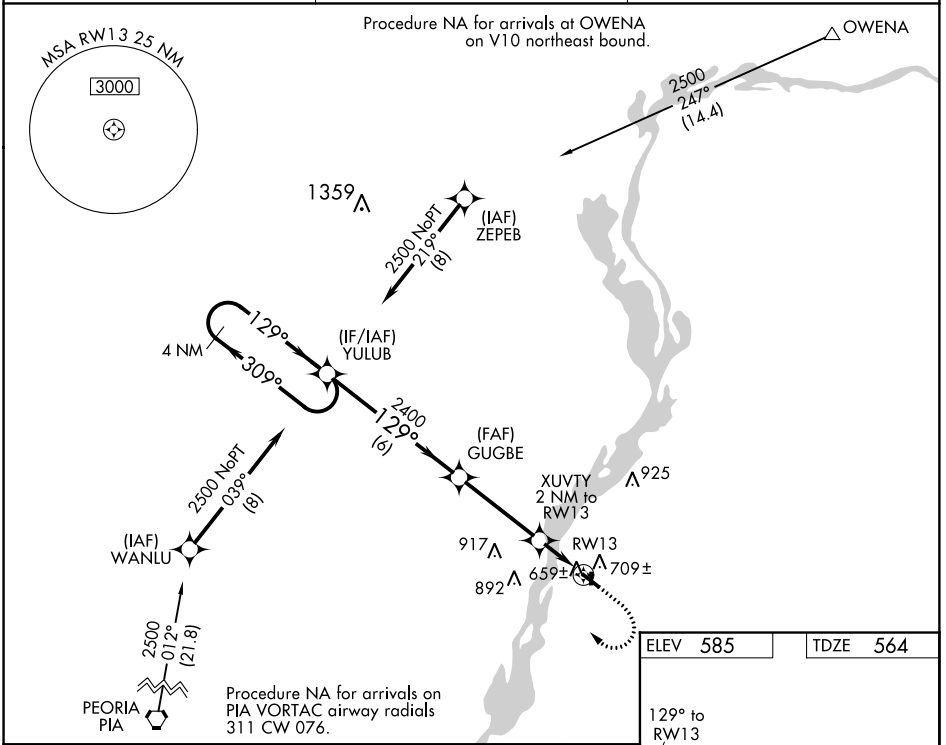 Procedure NA for arrivals at OWENA
on V10 northeast bound.
OWENA
MSA RW13 25 NM
3000
2500
247°
(14.4)
1359
(IAF)
ZEPEB
2500 NoPT
219°
(8)
129°
4 NM
309°
(IF/IAF)
YULUB
2400
129°
(6)
(FAF)
GUGBE
2500 NoPT
039°
(8)
XUVTY
2 NM to
RW13
925
(IAF)
WANLU
917
RW13
892
659±
709±
2500
012°
(21.8)
PEORIA
PIA
Procedure NA for arrivals on
PIA VORTAC airway radials
311 CW 076.
ELEV 585
TDZE 564
129° to
RW13